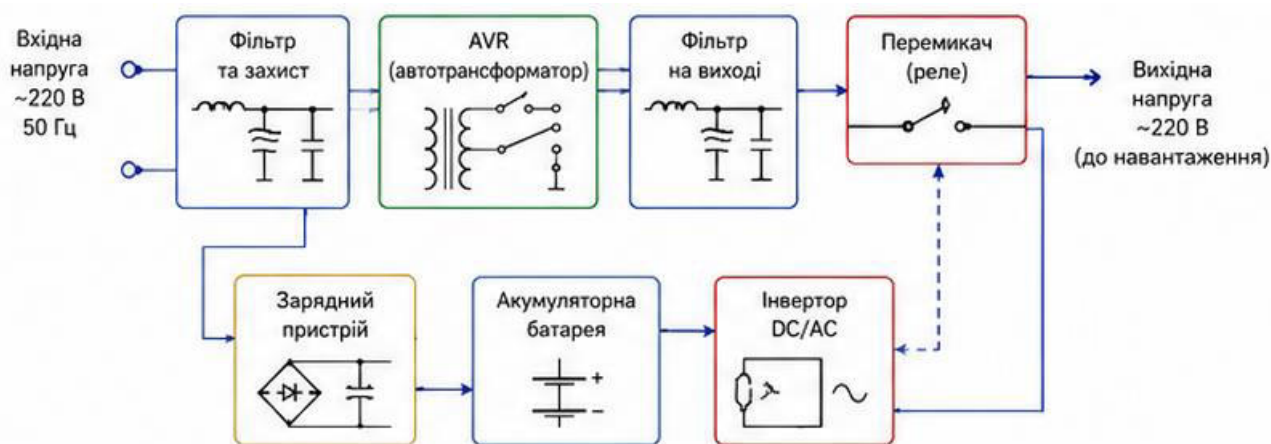 Вхідна
напруга
~220 В
50 Гц
Фільтр
та захист
AVR
(автотрансформатор)
Фільтр
на виході
Перемикач
(реле)
Вихідна
напруга
~220 В
(до навантаження)
Зарядний
пристрій
Акумуляторна
батарея
+
−
Інвертор
DC/AC